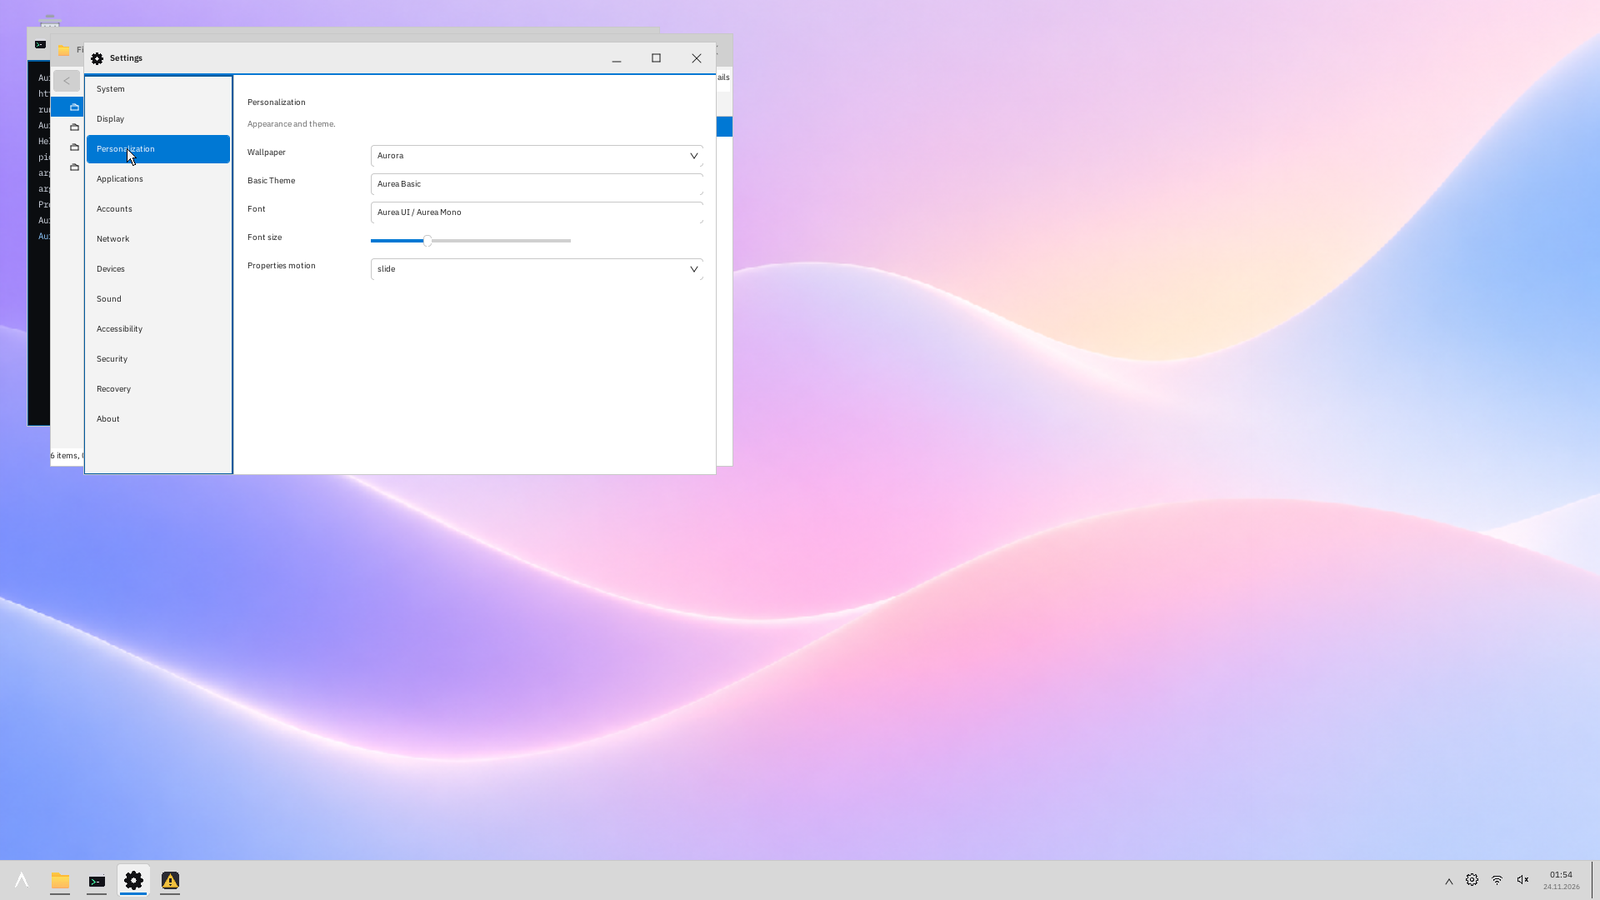 Settings
System
Display
Personalization
Applications
Accounts
Network
Devices
Sound
Accessibility
Security
Recovery
About
Personalization
Appearance and theme.
Wallpaper
Aurora
Basic Theme
Aurea Basic
Font
Aurea UI / Aurea Mono
Font size
Properties motion
slide
ails
6 items,
01:54
24.11.2026